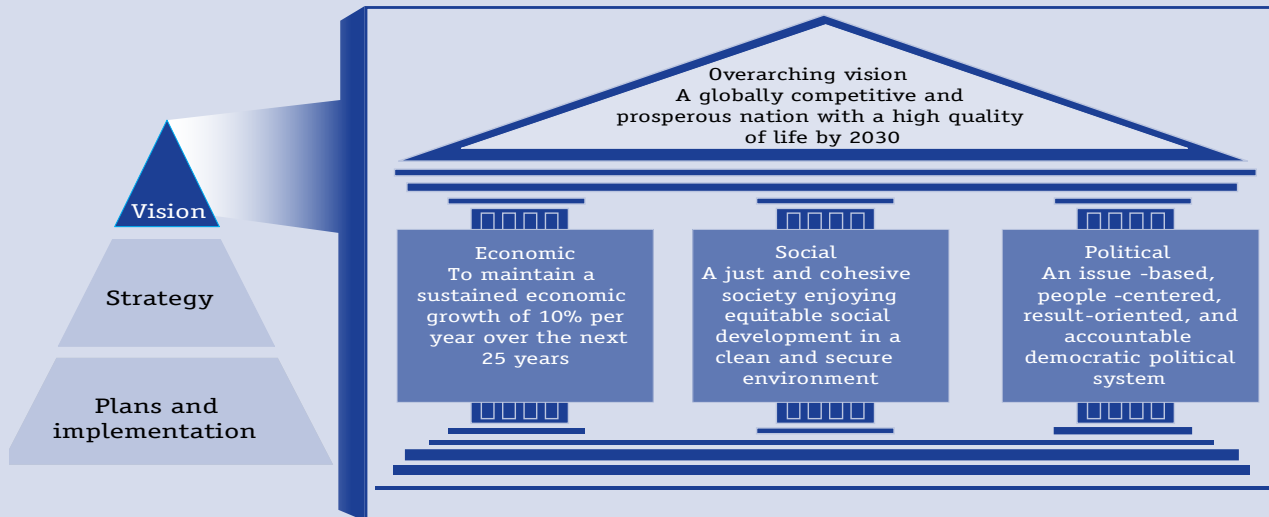 Vision
Strategy
Plans and
implementation
Overarching vision
A globally competitive and
prosperous nation with a high quality
of life by 2030
Economic
To maintain a
sustained economic
growth of 10% per
year over the next
25 years
Social
A just and cohesive
society enjoying
equitable social
development in a
clean and secure
environment
Political
An issue -based,
people -centered,
result-oriented, and
accountable
democratic political
system